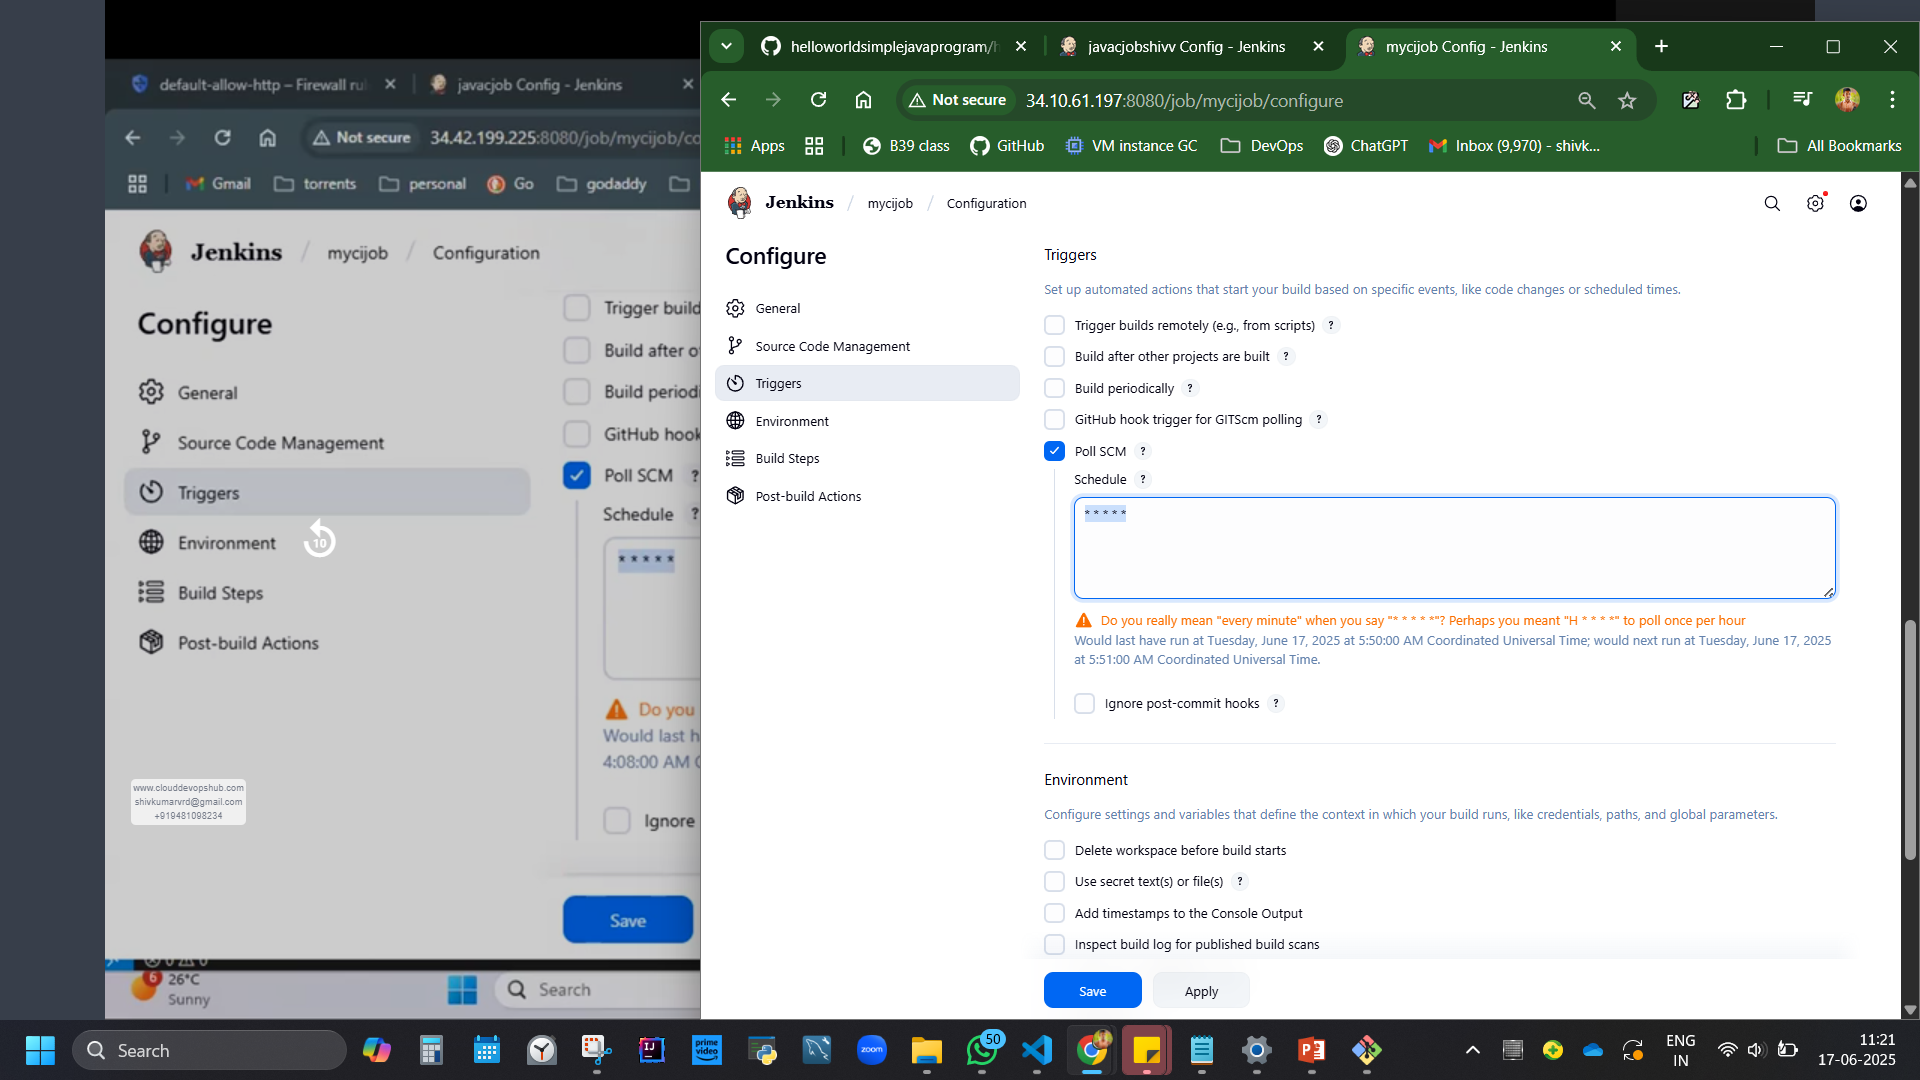 default-allow-http – Firewall ru
javacjob Config - Jenkins
Not secure
34.42.199.225:8080/job/mycijob/co
Gmail
torrents
personal
Go
godaddy
Jenkins / mycijob / Configuration
Configure
General
Source Code Management
Triggers
Environment
10
Build Steps
Post-build Actions
Trigger build
Build after o
Build period
GitHub hook
Poll SCM ?
Schedule ?
* * * * *
Do you
Would last h
4:08:00 AM C
Ignore
Save
www.clouddevopshub.com
shivkumarvrd@gmail.com
+919481098234
6
26°C
Sunny
Search
helloworldsimplejavaprogram/h
javacjobshivv Config - Jenkins
mycijob Config - Jenkins
Not secure
34.10.61.197:8080/job/mycijob/configure
Apps
B39 class
GitHub
VM instance GC
DevOps
ChatGPT
Inbox (9,970) - shivk...
All Bookmarks
Jenkins / mycijob / Configuration
Configure
General
Source Code Management
Triggers
Environment
Build Steps
Post-build Actions
Triggers
Set up automated actions that start your build based on specific events, like code changes or scheduled times.
Trigger builds remotely (e.g., from scripts) ?
Build after other projects are built ?
Build periodically ?
GitHub hook trigger for GITScm polling ?
Poll SCM ?
Schedule ?
* * * * *
Do you really mean "every minute" when you say "* * * * *"? Perhaps you meant "H * * * *" to poll once per hour
Would last have run at Tuesday, June 17, 2025 at 5:50:00 AM Coordinated Universal Time; would next run at Tuesday, June 17, 2025
at 5:51:00 AM Coordinated Universal Time.
Ignore post-commit hooks ?
Environment
Configure settings and variables that define the context in which your build runs, like credentials, paths, and global parameters.
Delete workspace before build starts
Use secret text(s) or file(s) ?
Add timestamps to the Console Output
Inspect build log for published build scans
Save
Apply
Search
IJ
prime video
zoom
50
ENG
IN
11:21
17-06-2025